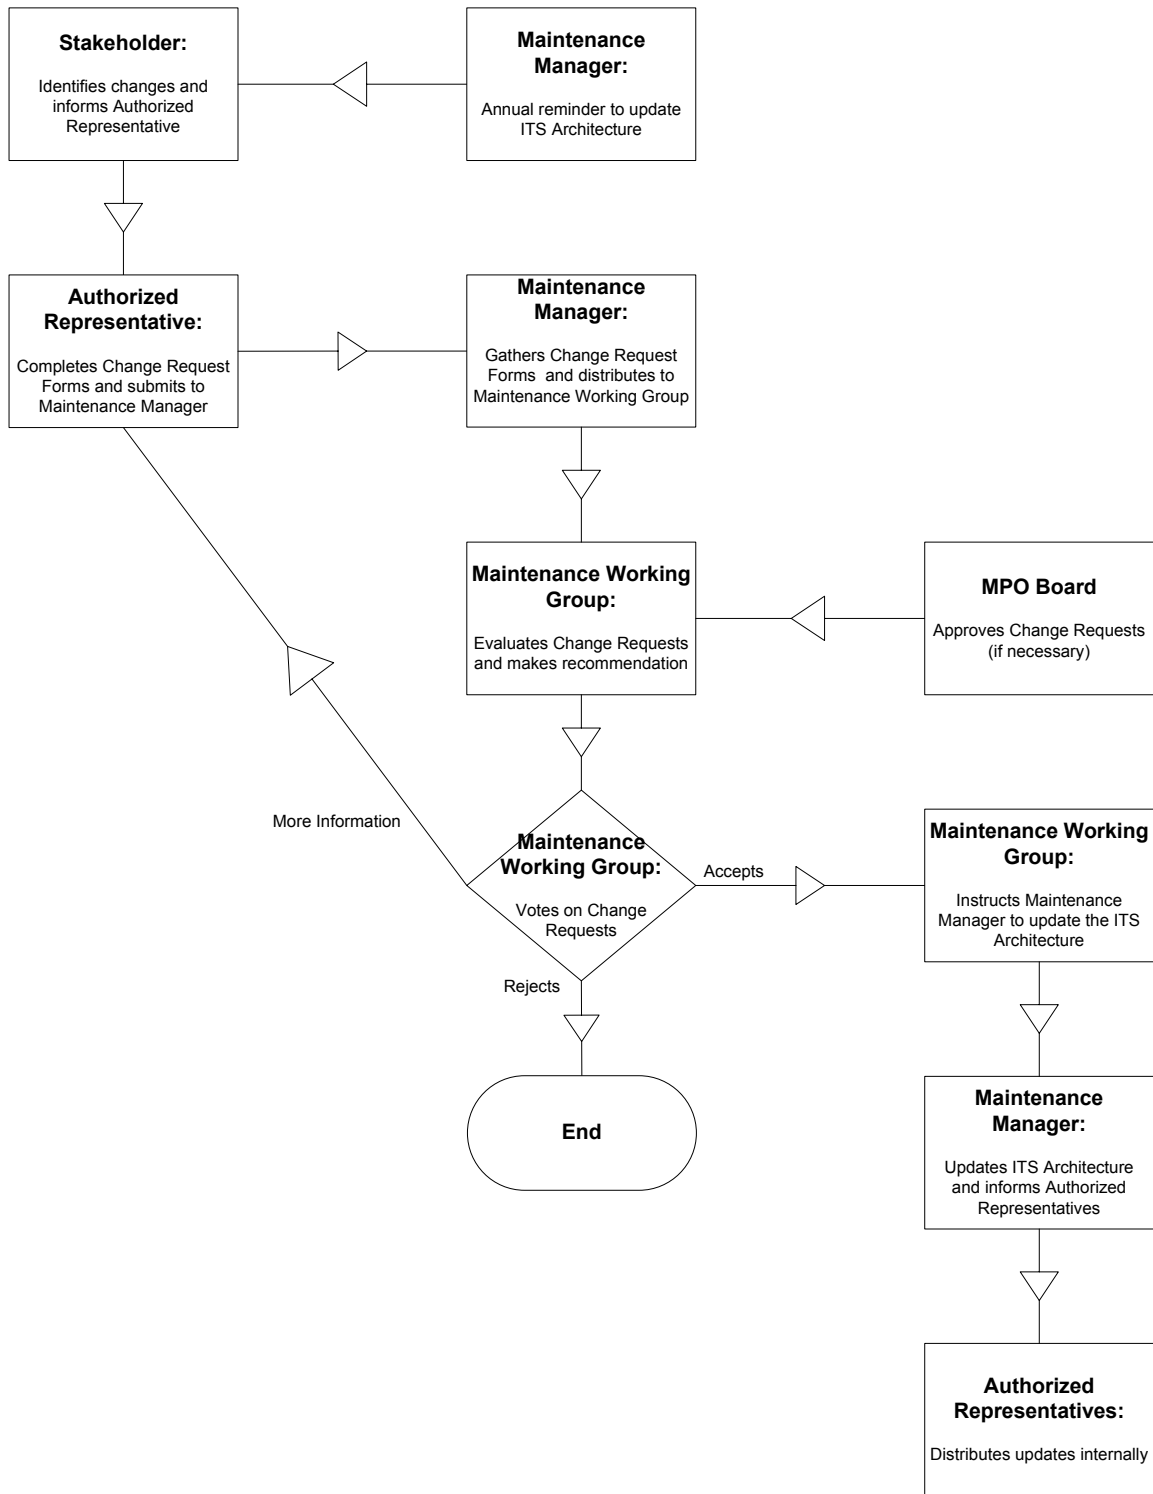 Stakeholder:
Identifies changes and
informs Authorized
Representative
Maintenance
Manager:
Annual reminder to update
ITS Architecture
Authorized
Representative:
Completes Change Request
Forms and submits to
Maintenance Manager
Maintenance
Manager:
Gathers Change Request
Forms and distributes to
Maintenance Working Group
Maintenance Working
Group:
Evaluates Change Requests
and makes recommendation
MPO Board
Approves Change Requests
(if necessary)
More Information
Maintenance
Working Group:
Votes on Change
Requests
Accepts
Rejects
Maintenance Working
Group:
Instructs Maintenance
Manager to update the ITS
Architecture
End
Maintenance
Manager:
Updates ITS Architecture
and informs Authorized
Representatives
Authorized
Representatives:
Distributes updates internally